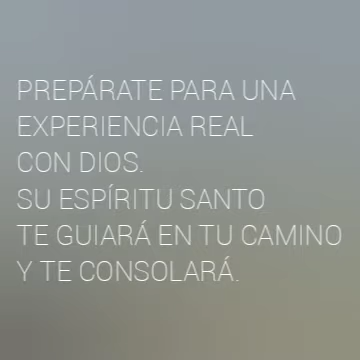 PREPÁRATE PARA UNA
EXPERIENCIA REAL
CON DIOS.
SU ESPÍRITU SANTO
TE GUIARÁ EN TU CAMINO
Y TE CONSOLARÁ.